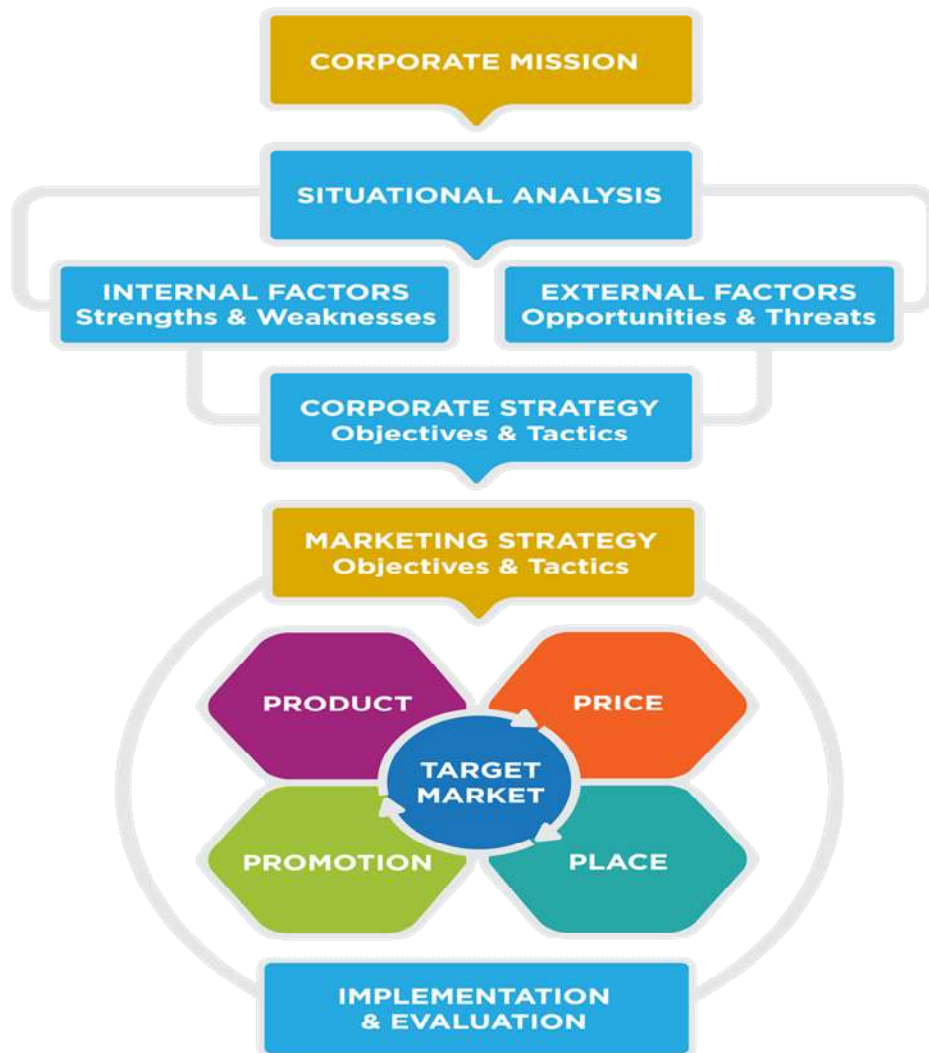 CORPORATE MISSION
SITUATIONAL ANALYSIS
INTERNAL FACTORS
Strengths & Weaknesses
EXTERNAL FACTORS
Opportunities & Threats
CORPORATE STRATEGY
Objectives & Tactics
MARKETING STRATEGY
Objectives & Tactics
PRODUCT
PRICE
TARGET
MARKET
PROMOTION
PLACE
IMPLEMENTATION
& EVALUATION